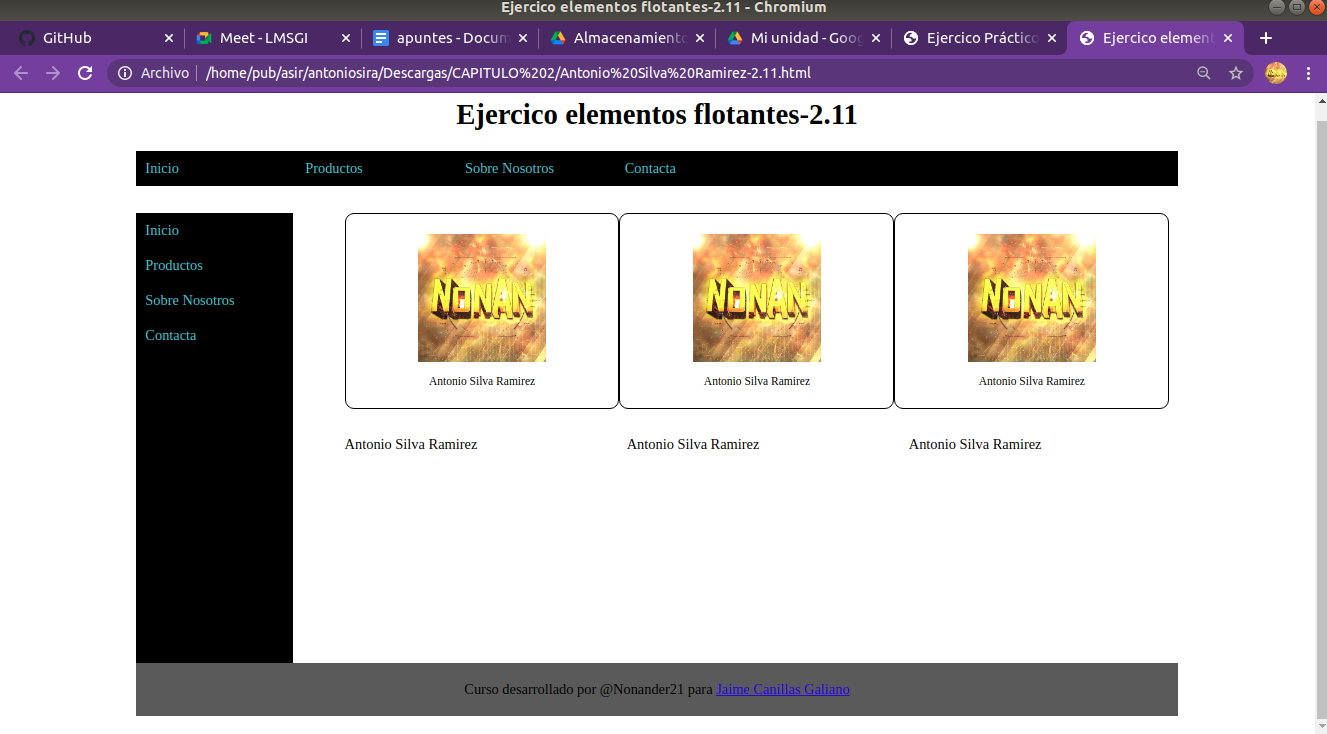 Ejercico elementos flotantes-2.11 - Chromium
GitHub
Meet - LMSGI
apuntes - Docum
Almacenamiento
Mi unidad - Goog
Ejercico Práctico
Ejercico element
Archivo /home/pub/asir/antoniosira/Descargas/CAPITULO%202/Antonio%20Silva%20Ramirez-2.11.html
Ejercico elementos flotantes-2.11
Inicio Productos Sobre Nosotros Contacta
Inicio
Productos
Sobre Nosotros
Contacta
NONAN NONAN NONAN
Antonio Silva Ramirez Antonio Silva Ramirez Antonio Silva Ramirez
Antonio Silva Ramirez Antonio Silva Ramirez Antonio Silva Ramirez
Curso desarrollado por @Nonander21 para Jaime Canillas Galiano